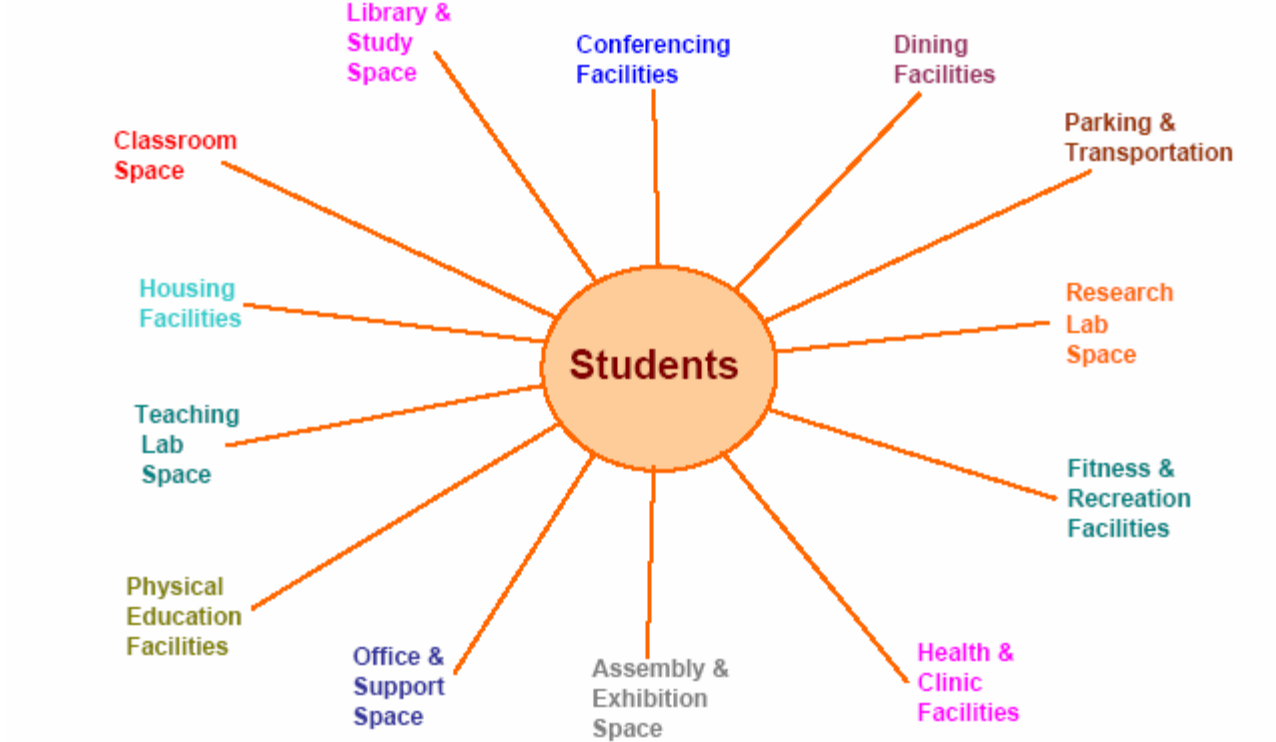 Library &
Study
Space
Conferencing
Facilities
Dining
Facilities
Parking &
Transportation
Classroom
Space
Housing
Facilities
Research
Lab
Space
Students
Teaching
Lab
Space
Fitness &
Recreation
Facilities
Physical
Education
Facilities
Office &
Support
Space
Assembly &
Exhibition
Space
Health &
Clinic
Facilities